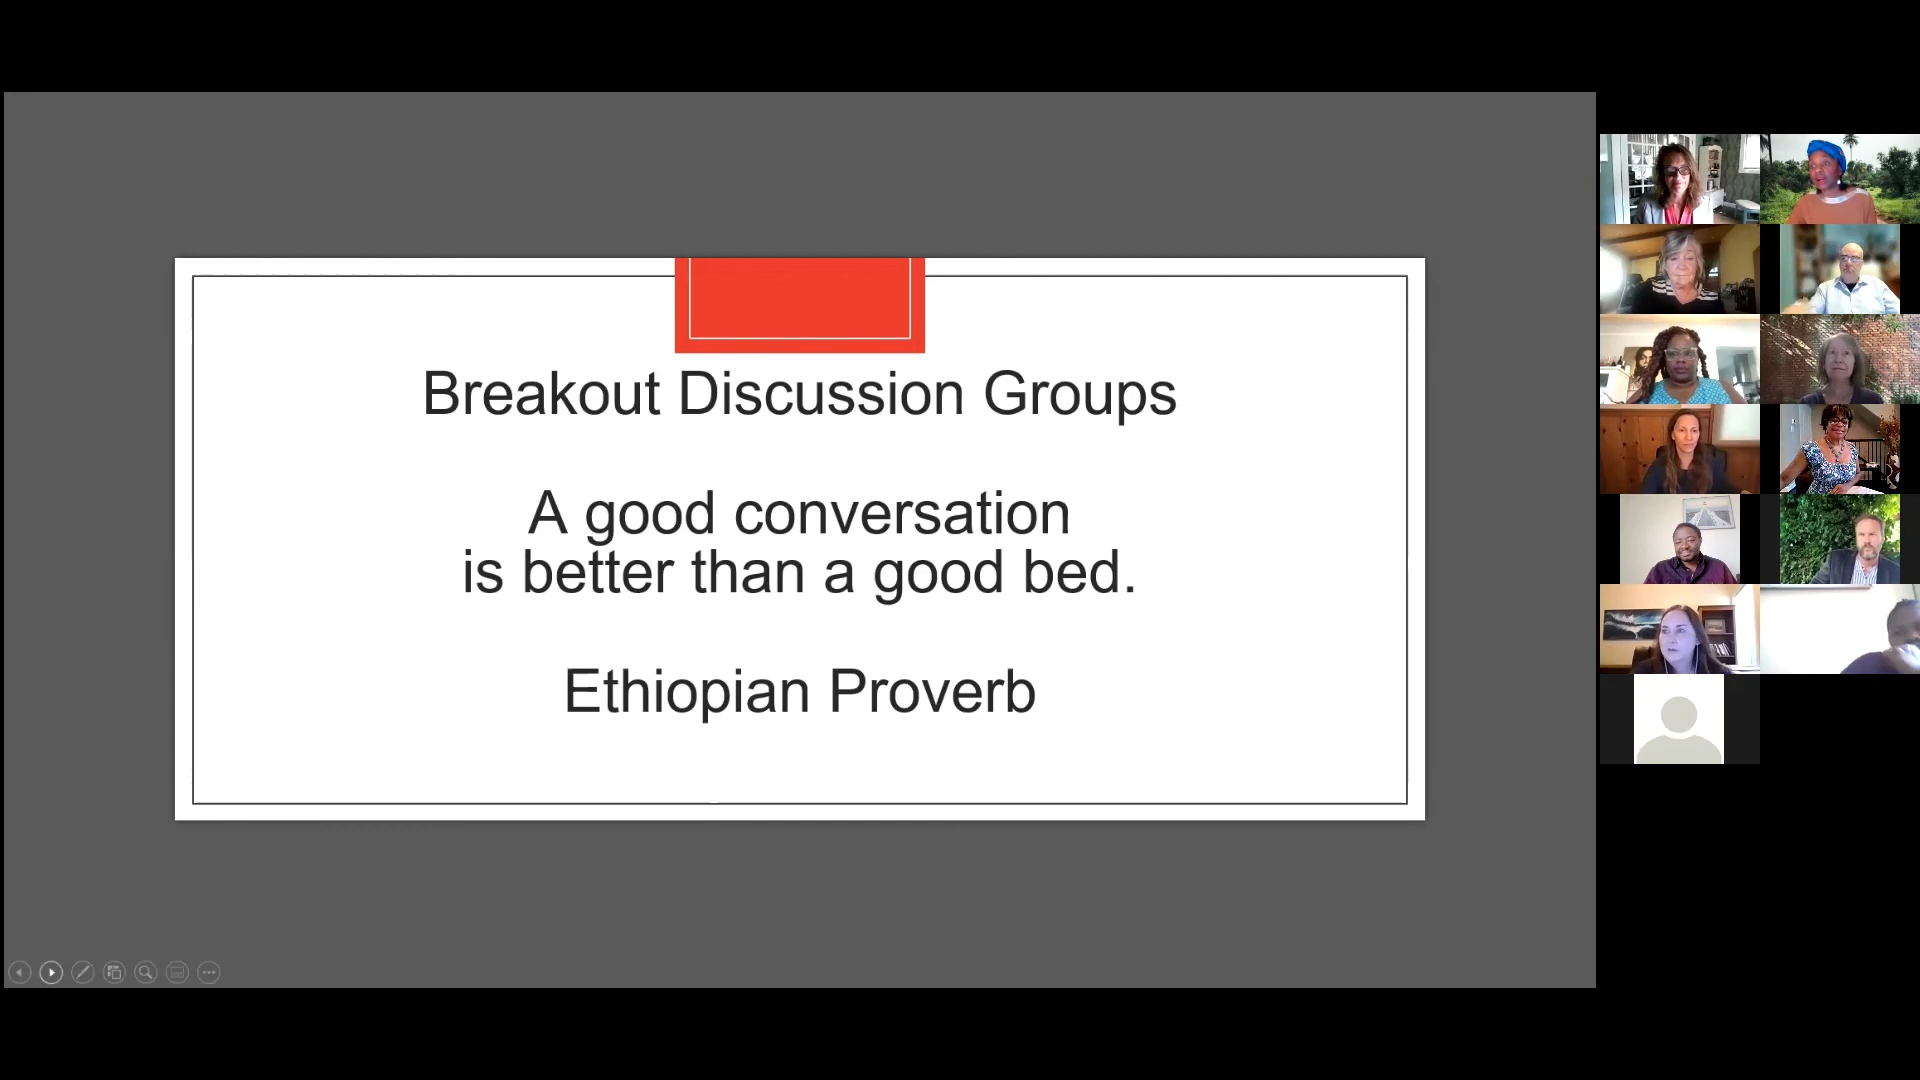 Breakout Discussion Groups
A good conversation
is better than a good bed.
Ethiopian Proverb